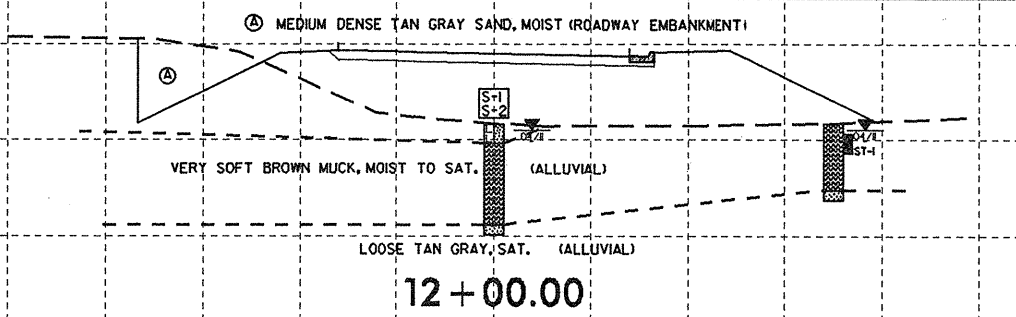 Ⓐ MEDIUM DENSE TAN GRAY SAND, MOIST (ROADWAY EMBANKMENT)
Ⓐ
S-1
S-2
ST-1
VERY SOFT BROWN MUCK, MOIST TO SAT. (ALLUVIAL)
LOOSE TAN GRAY, SAT. (ALLUVIAL)
12+00.00